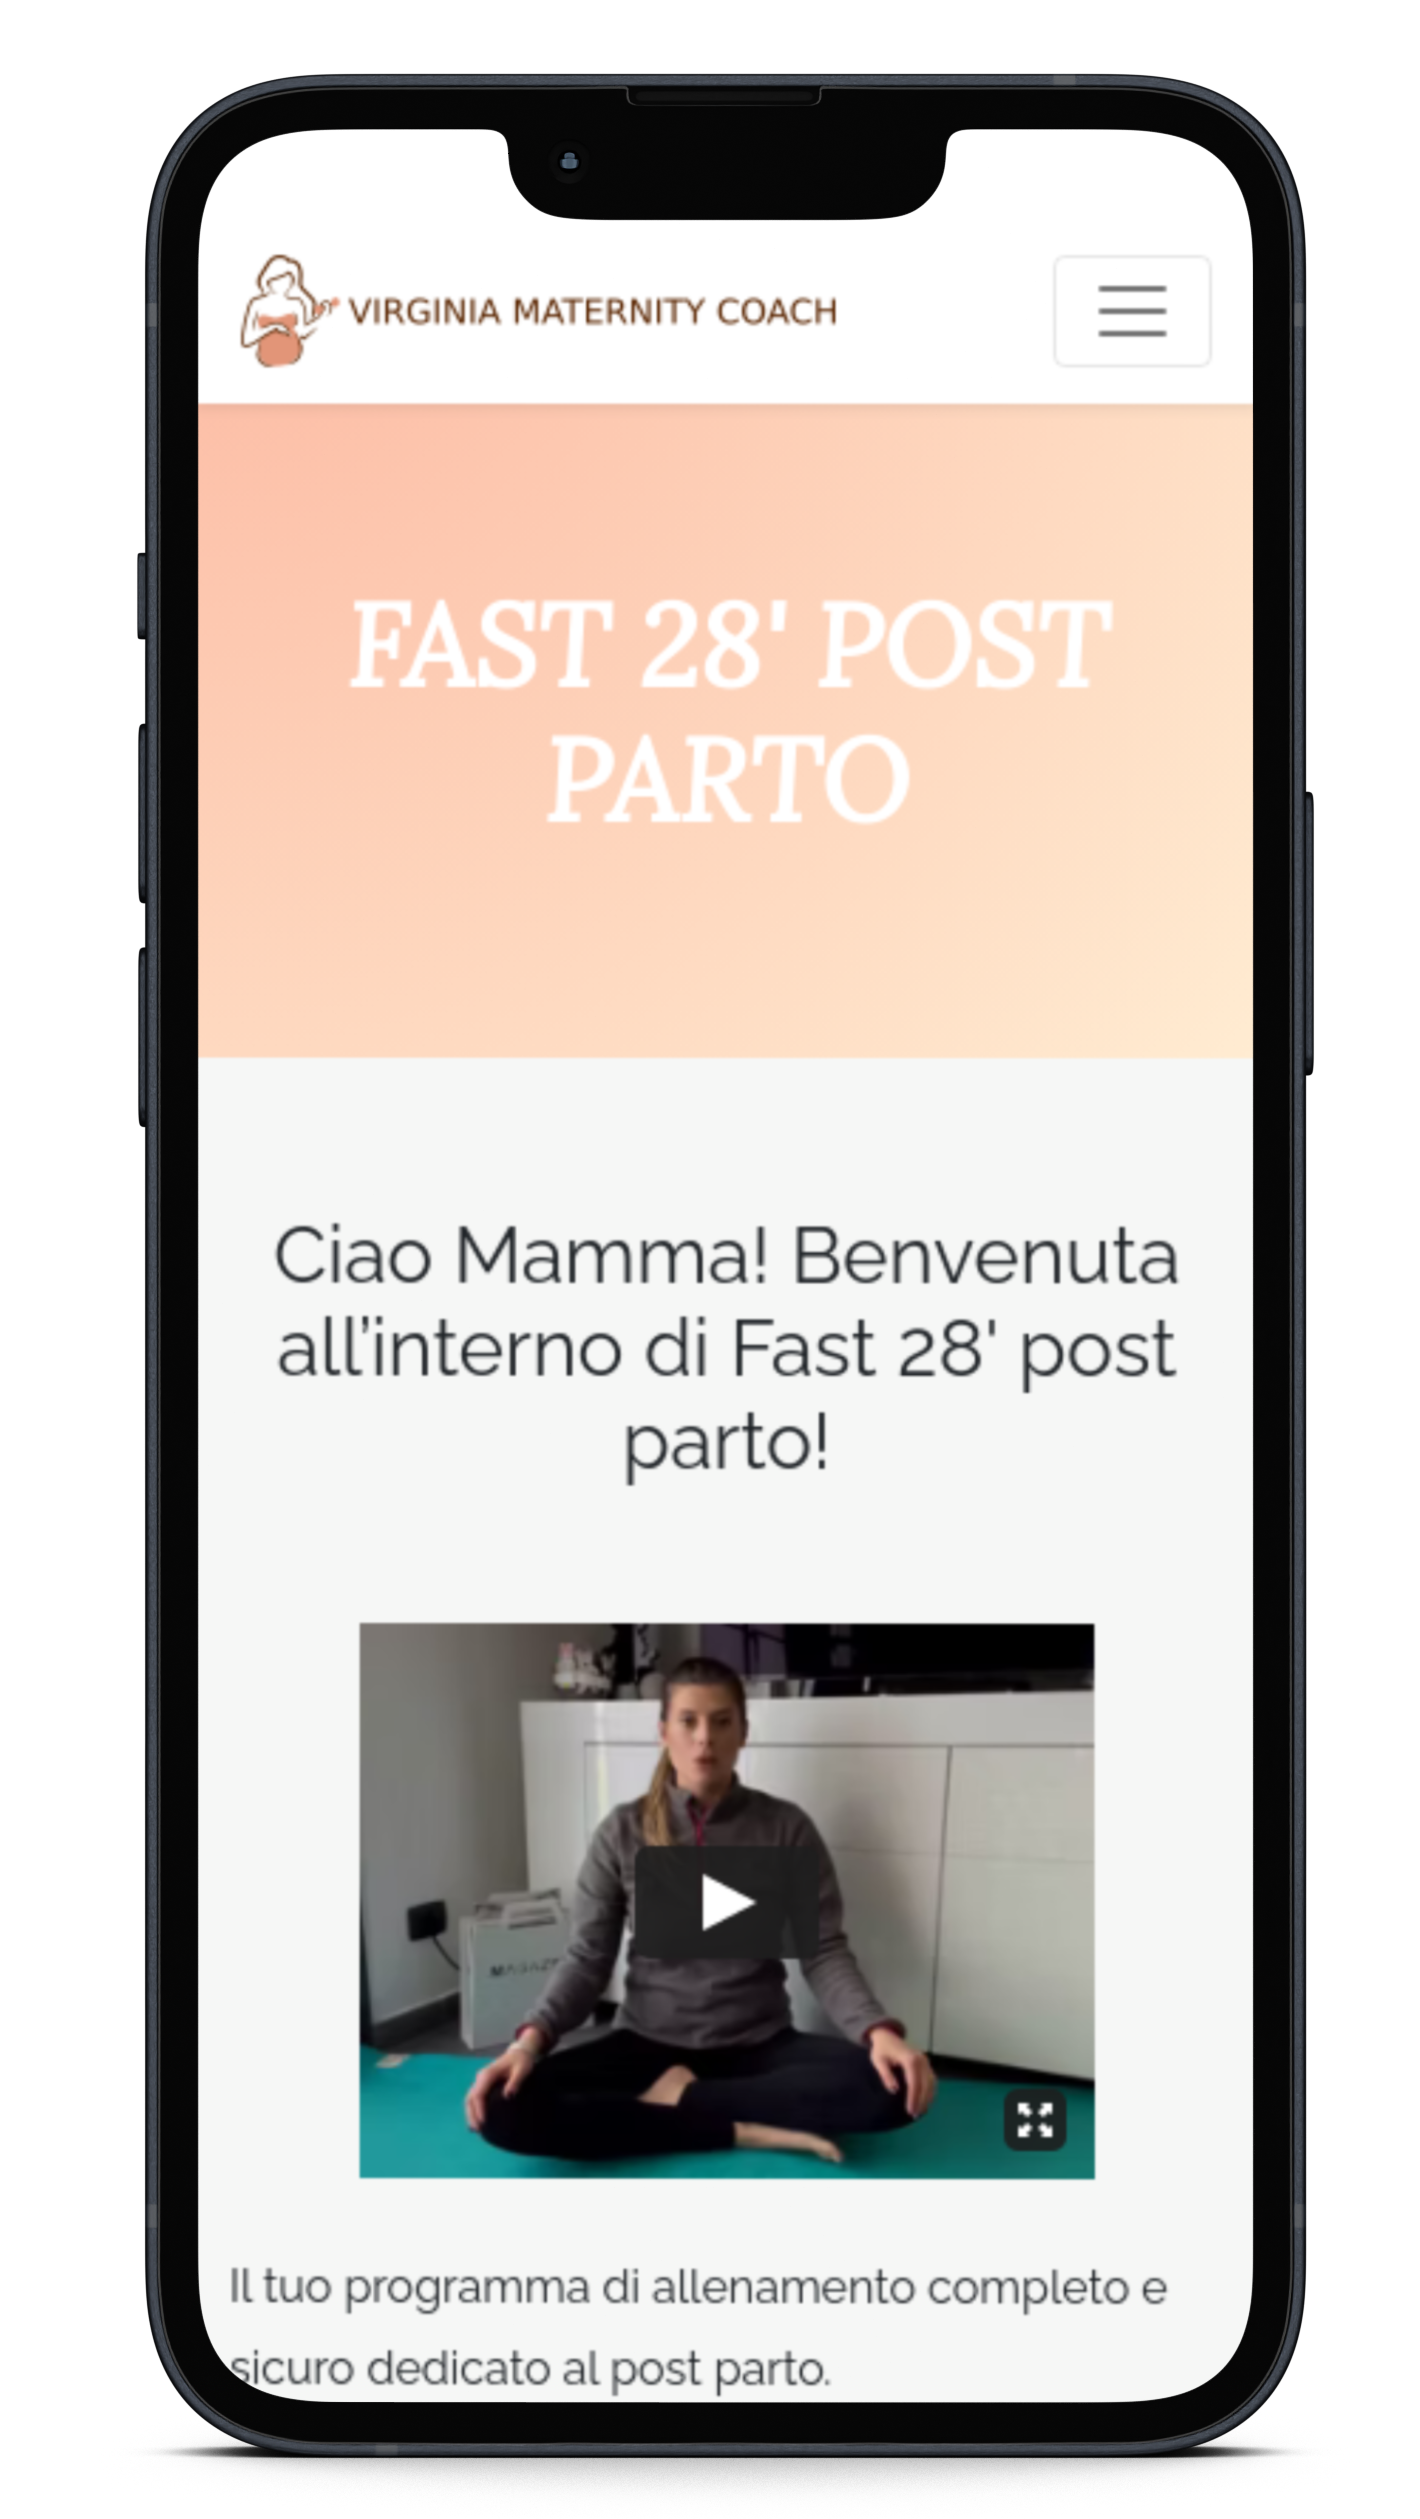 VIRGINIA MATERNITY COACH
FAST 28' POST
PARTO
Ciao Mamma! Benvenuta
all’interno di Fast 28' post
parto!
Il tuo programma di allenamento completo e
sicuro dedicato al post parto.